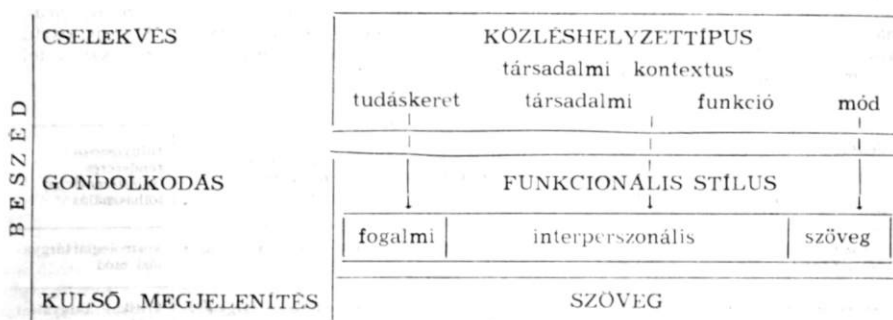 CSELEKVÉS KÖZLÉSHELYZETTÍPUS
társadalmi kontextus
tudáskeret társadalmi funkció mód
BESZÉD
GONDOLKODÁS FUNKCIONÁLIS STÍLUS
fogalmi interperszonális szöveg
KÜLSŐ MEGJELENÍTÉS SZÖVEG